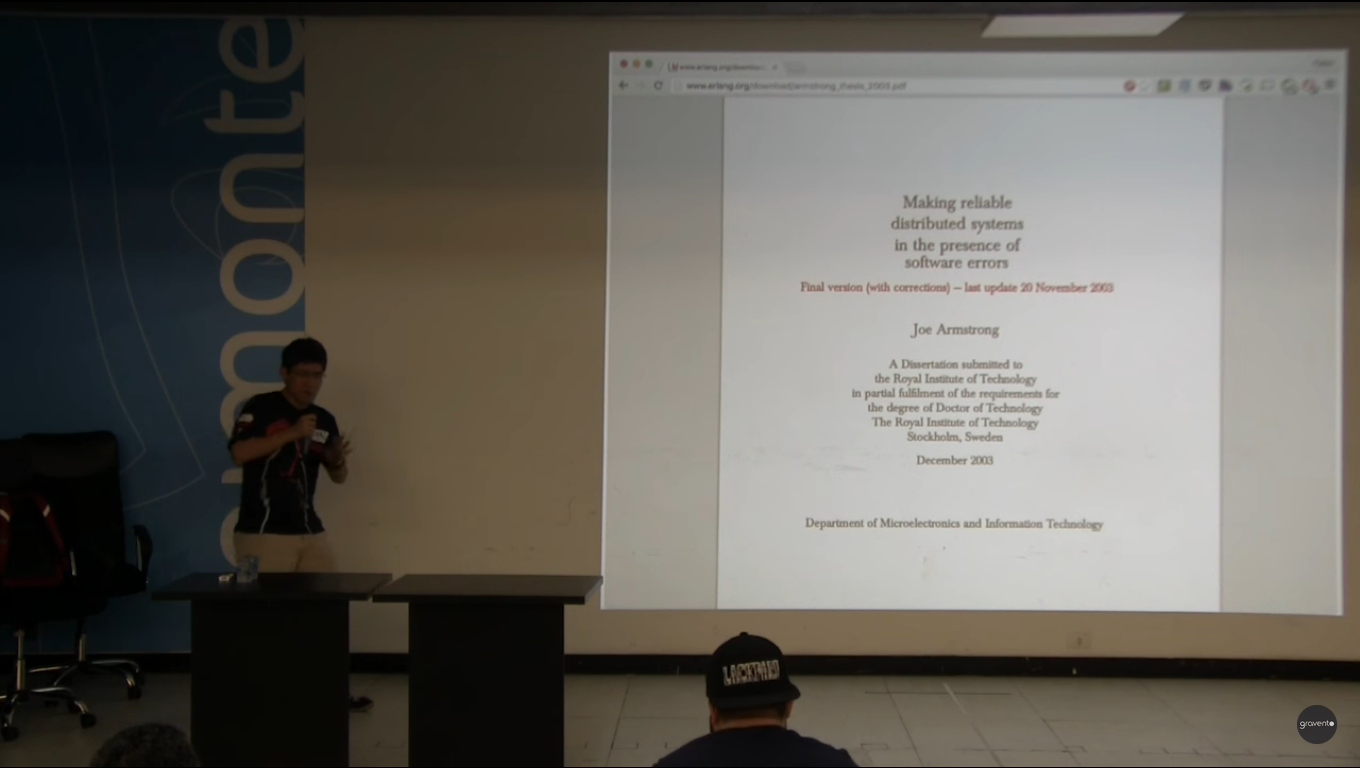 amonte
www.erlang.org/download/armstrong_thesis_2003.pdf
Making reliable
distributed systems
in the presence of
software errors
Final version (with corrections) — last update 20 November 2003
Joe Armstrong
A Dissertation submitted to
the Royal Institute of Technology
in partial fulfilment of the requirements for
the degree of Doctor of Technology
The Royal Institute of Technology
Stockholm, Sweden
December 2003
Department of Microelectronics and Information Technology
gravento